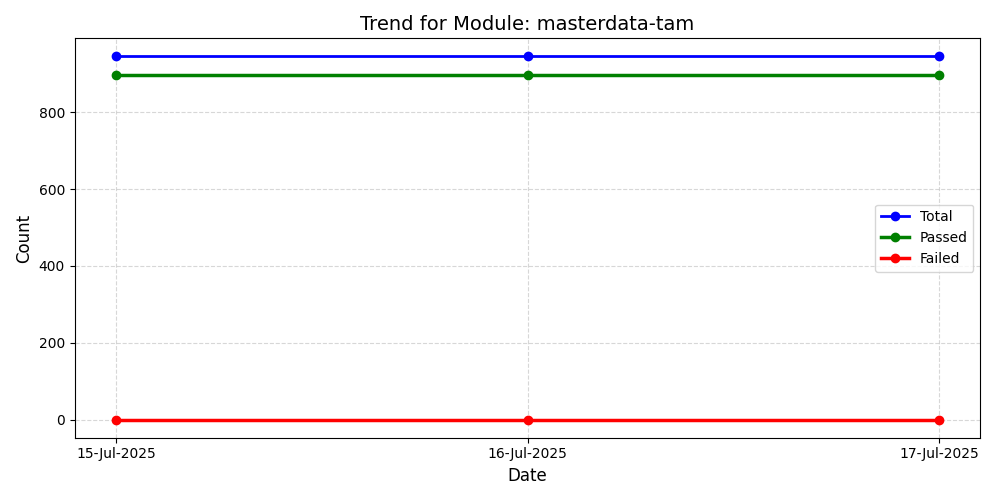 Trend for Module: masterdata-tam
Count
800
600
400
200
0
Total
Passed
Failed
15-Jul-2025
16-Jul-2025
17-Jul-2025
Date